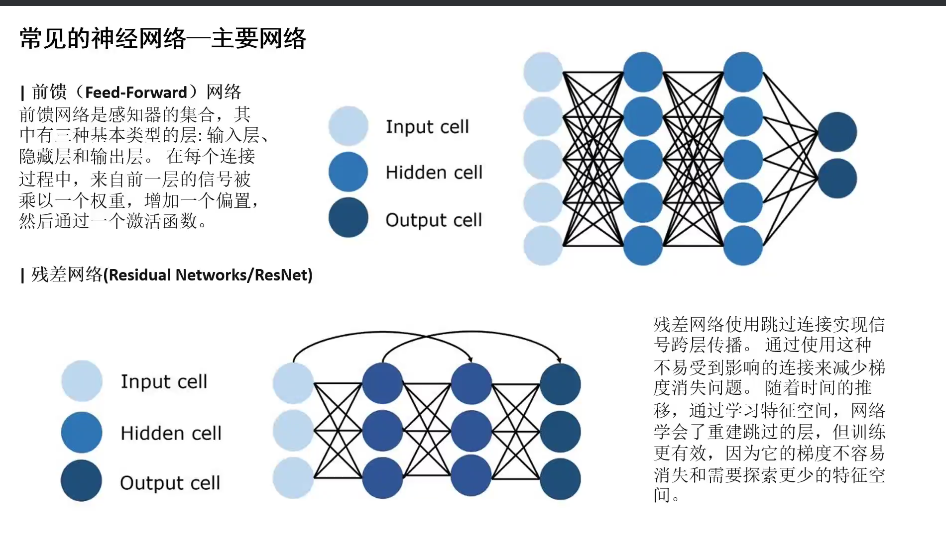 常见的神经网络—主要网络
| 前馈（Feed-Forward）网络
前馈网络是感知器的集合，其
中有三种基本类型的层: 输入层、
隐藏层和输出层。 在每个连接
过程中，来自前一层的信号被
乘以一个权重，增加一个偏置，
然后通过一个激活函数。
Input cell
Hidden cell
Output cell
| 残差网络(Residual Networks/ResNet)
Input cell
Hidden cell
Output cell
残差网络使用跳过连接实现信
号跨层传播。 通过使用这种
不易受到影响的连接来减少梯
度消失问题。 随着时间的推
移，通过学习特征空间，网络
学会了重建跳过的层，但训练
更有效，因为它的梯度不容易
消失和需要探索更少的特征空
间。